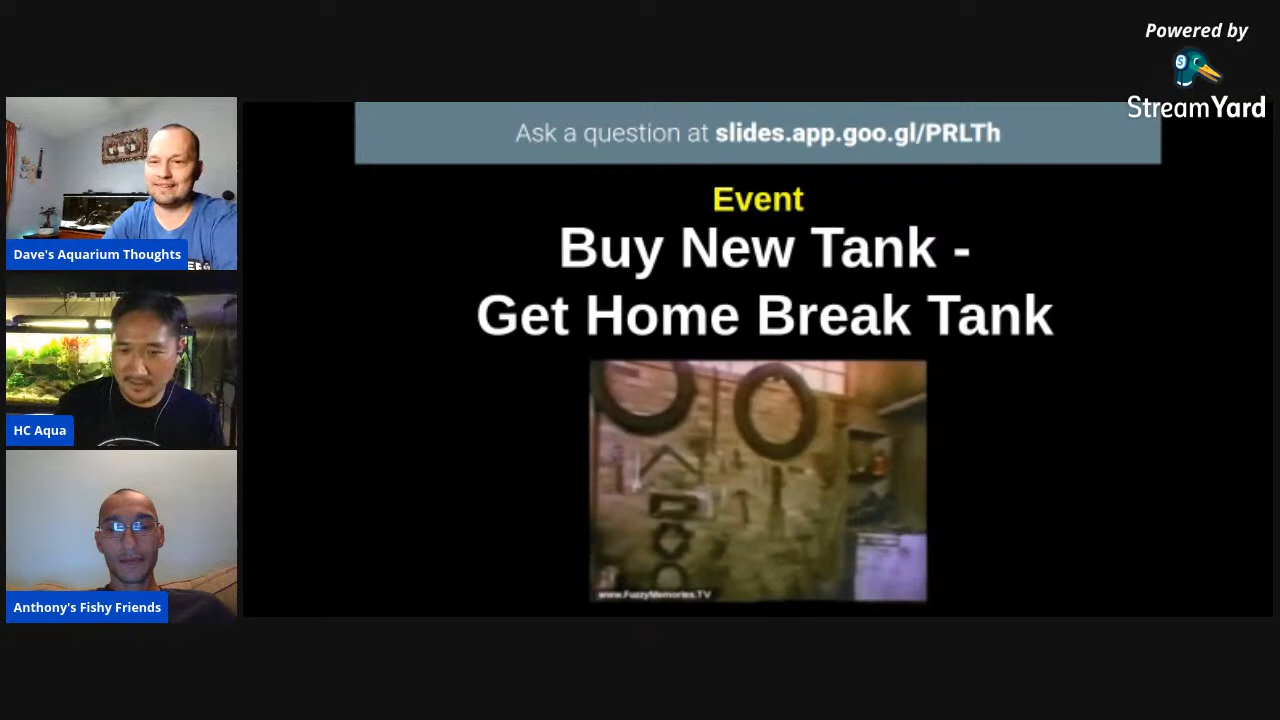 Powered by
StreamYard
Ask a question at slides.app.goo.gl/PRLTh
Event
Buy New Tank -
Get Home Break Tank
www.FuzzyMemories.TV
Dave's Aquarium Thoughts
HC Aqua
Anthony's Fishy Friends